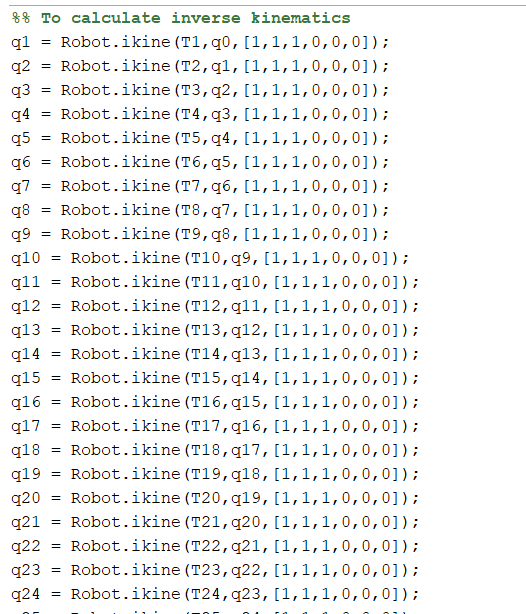 %% To calculate inverse kinematics
q1 = Robot.ikine(T1,q0,[1,1,1,0,0,0]);
q2 = Robot.ikine(T2,q1,[1,1,1,0,0,0]);
q3 = Robot.ikine(T3,q2,[1,1,1,0,0,0]);
q4 = Robot.ikine(T4,q3,[1,1,1,0,0,0]);
q5 = Robot.ikine(T5,q4,[1,1,1,0,0,0]);
q6 = Robot.ikine(T6,q5,[1,1,1,0,0,0]);
q7 = Robot.ikine(T7,q6,[1,1,1,0,0,0]);
q8 = Robot.ikine(T8,q7,[1,1,1,0,0,0]);
q9 = Robot.ikine(T9,q8,[1,1,1,0,0,0]);
q10 = Robot.ikine(T10,q9,[1,1,1,0,0,0]);
q11 = Robot.ikine(T11,q10,[1,1,1,0,0,0]);
q12 = Robot.ikine(T12,q11,[1,1,1,0,0,0]);
q13 = Robot.ikine(T13,q12,[1,1,1,0,0,0]);
q14 = Robot.ikine(T14,q13,[1,1,1,0,0,0]);
q15 = Robot.ikine(T15,q14,[1,1,1,0,0,0]);
q16 = Robot.ikine(T16,q15,[1,1,1,0,0,0]);
q17 = Robot.ikine(T17,q16,[1,1,1,0,0,0]);
q18 = Robot.ikine(T18,q17,[1,1,1,0,0,0]);
q19 = Robot.ikine(T19,q18,[1,1,1,0,0,0]);
q20 = Robot.ikine(T20,q19,[1,1,1,0,0,0]);
q21 = Robot.ikine(T21,q20,[1,1,1,0,0,0]);
q22 = Robot.ikine(T22,q21,[1,1,1,0,0,0]);
q23 = Robot.ikine(T23,q22,[1,1,1,0,0,0]);
q24 = Robot.ikine(T24,q23,[1,1,1,0,0,0]);